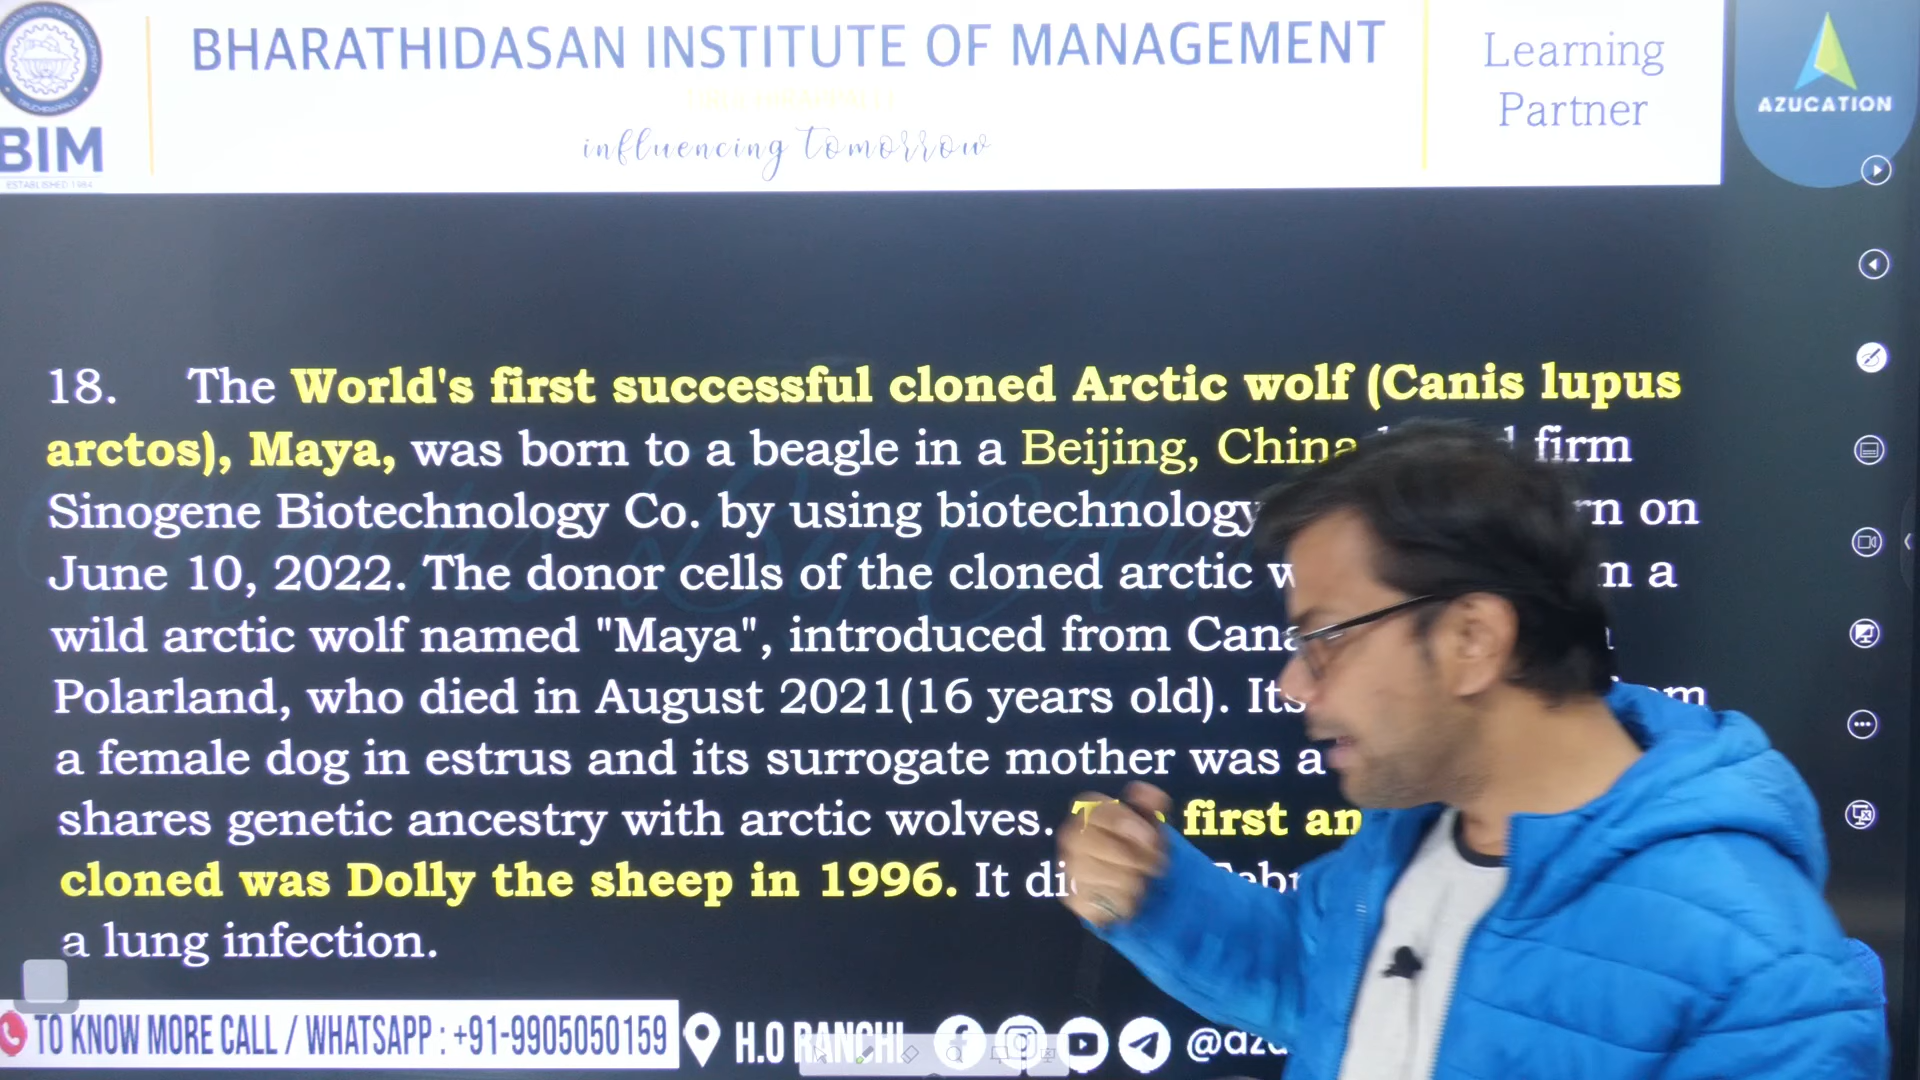 BHARATHIDASAN INSTITUTE OF MANAGEMENT
influencing tomorrow
BIM
ESTABLISHED 1984
Learning
Partner
AZUCATION
18. The World's first successful cloned Arctic wolf (Canis lupus
arctos), Maya, was born to a beagle in a Beijing, China firm
Sinogene Biotechnology Co. by using biotechnology on
June 10, 2022. The donor cells of the cloned arctic a
wild arctic wolf named "Maya", introduced from
Polarland, who died in August 2021(16 years old). Its
a female dog in estrus and its surrogate mother was a
shares genetic ancestry with arctic wolves. first
cloned was Dolly the sheep in 1996. It
a lung infection.
TO KNOW MORE CALL / WHATSAPP : +91-9905050159
H.O RANCHI